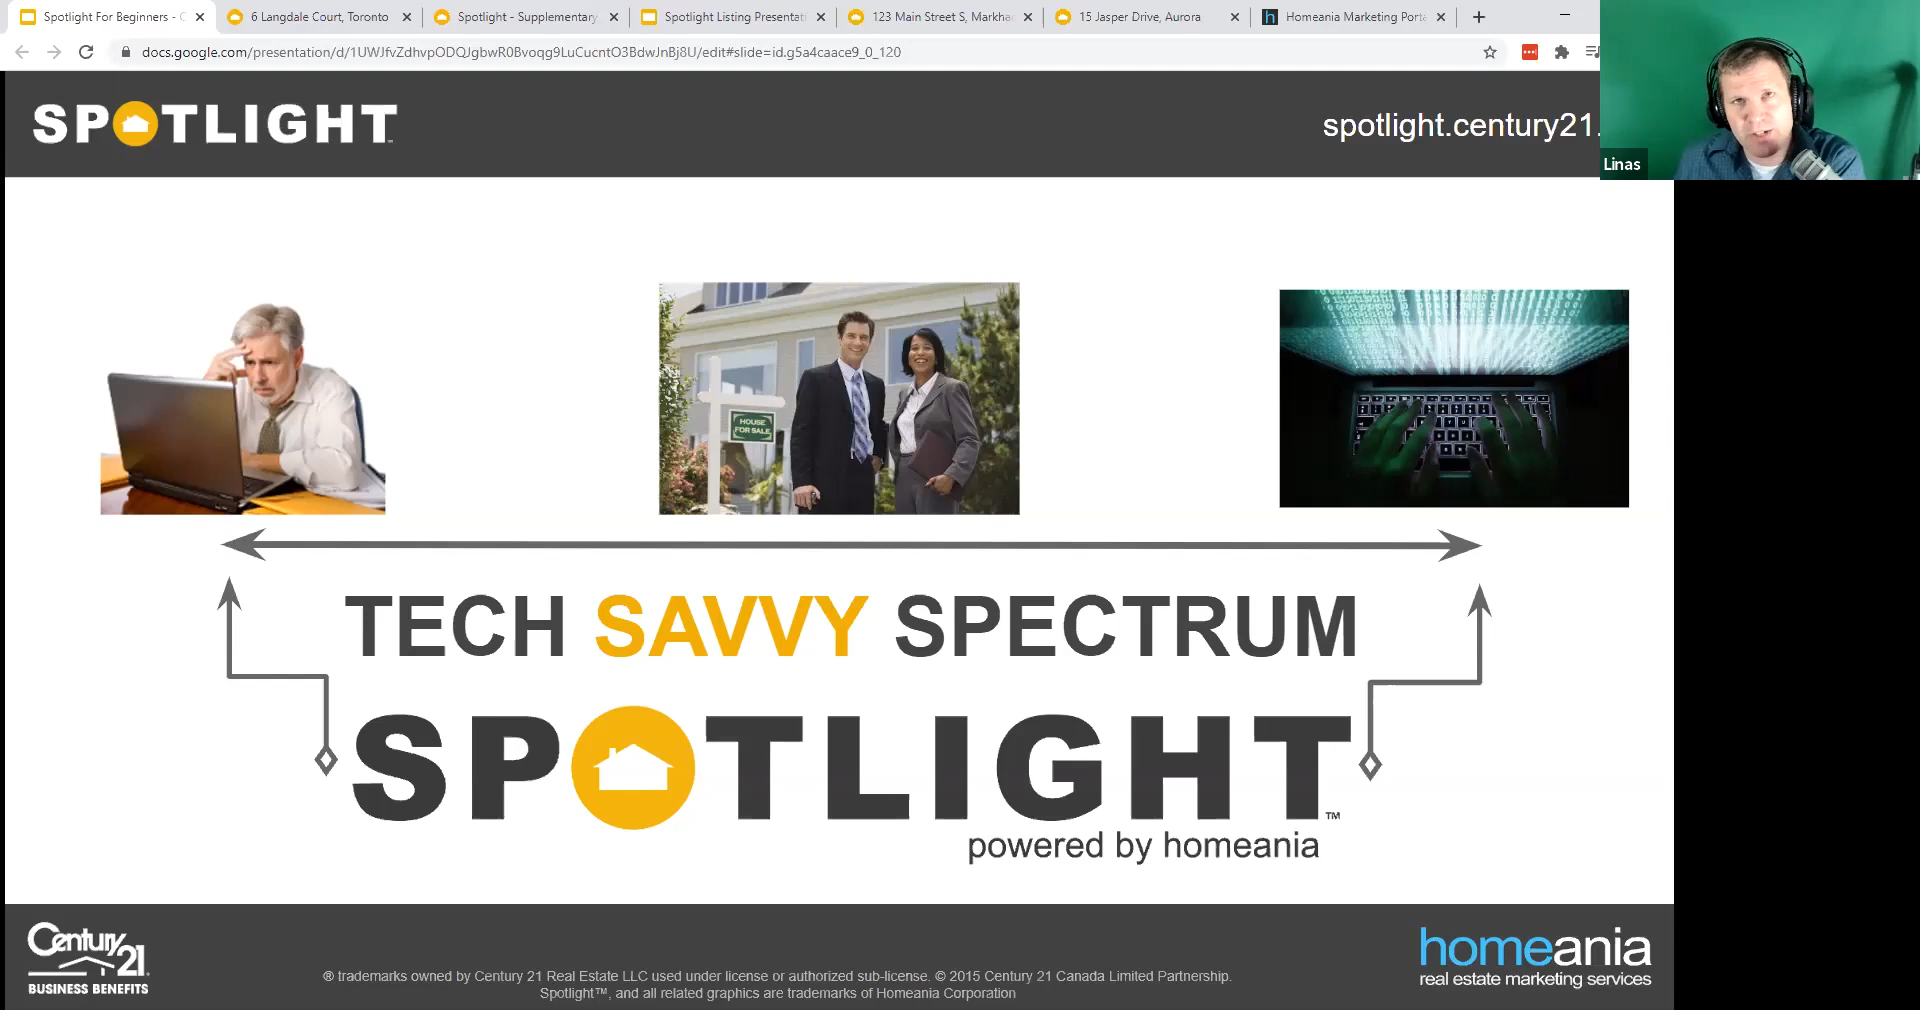 Spotlight For Beginners - C
6 Langdale Court, Toronto
Spotlight - Supplementary
Spotlight Listing Presentati
123 Main Street S, Markha
15 Jasper Drive, Aurora
Homeania Marketing Porta
docs.google.com/presentation/d/1UWJfvZdhvpODQJgbwR0Bvoqg9LuCucntO3BdwJnBj8U/edit#slide=id.g5a4caace9_0_120
SPOTLIGHT™
spotlight.century21.
Linas
HOUSE
FOR SALE
TECH SAVVY SPECTRUM
SPOTLIGHT™
powered by homeania
Century 21
BUSINESS BENEFITS
® trademarks owned by Century 21 Real Estate LLC used under license or authorized sub-license. © 2015 Century 21 Canada Limited Partnership.
Spotlight™, and all related graphics are trademarks of Homeania Corporation
homeania
real estate marketing services